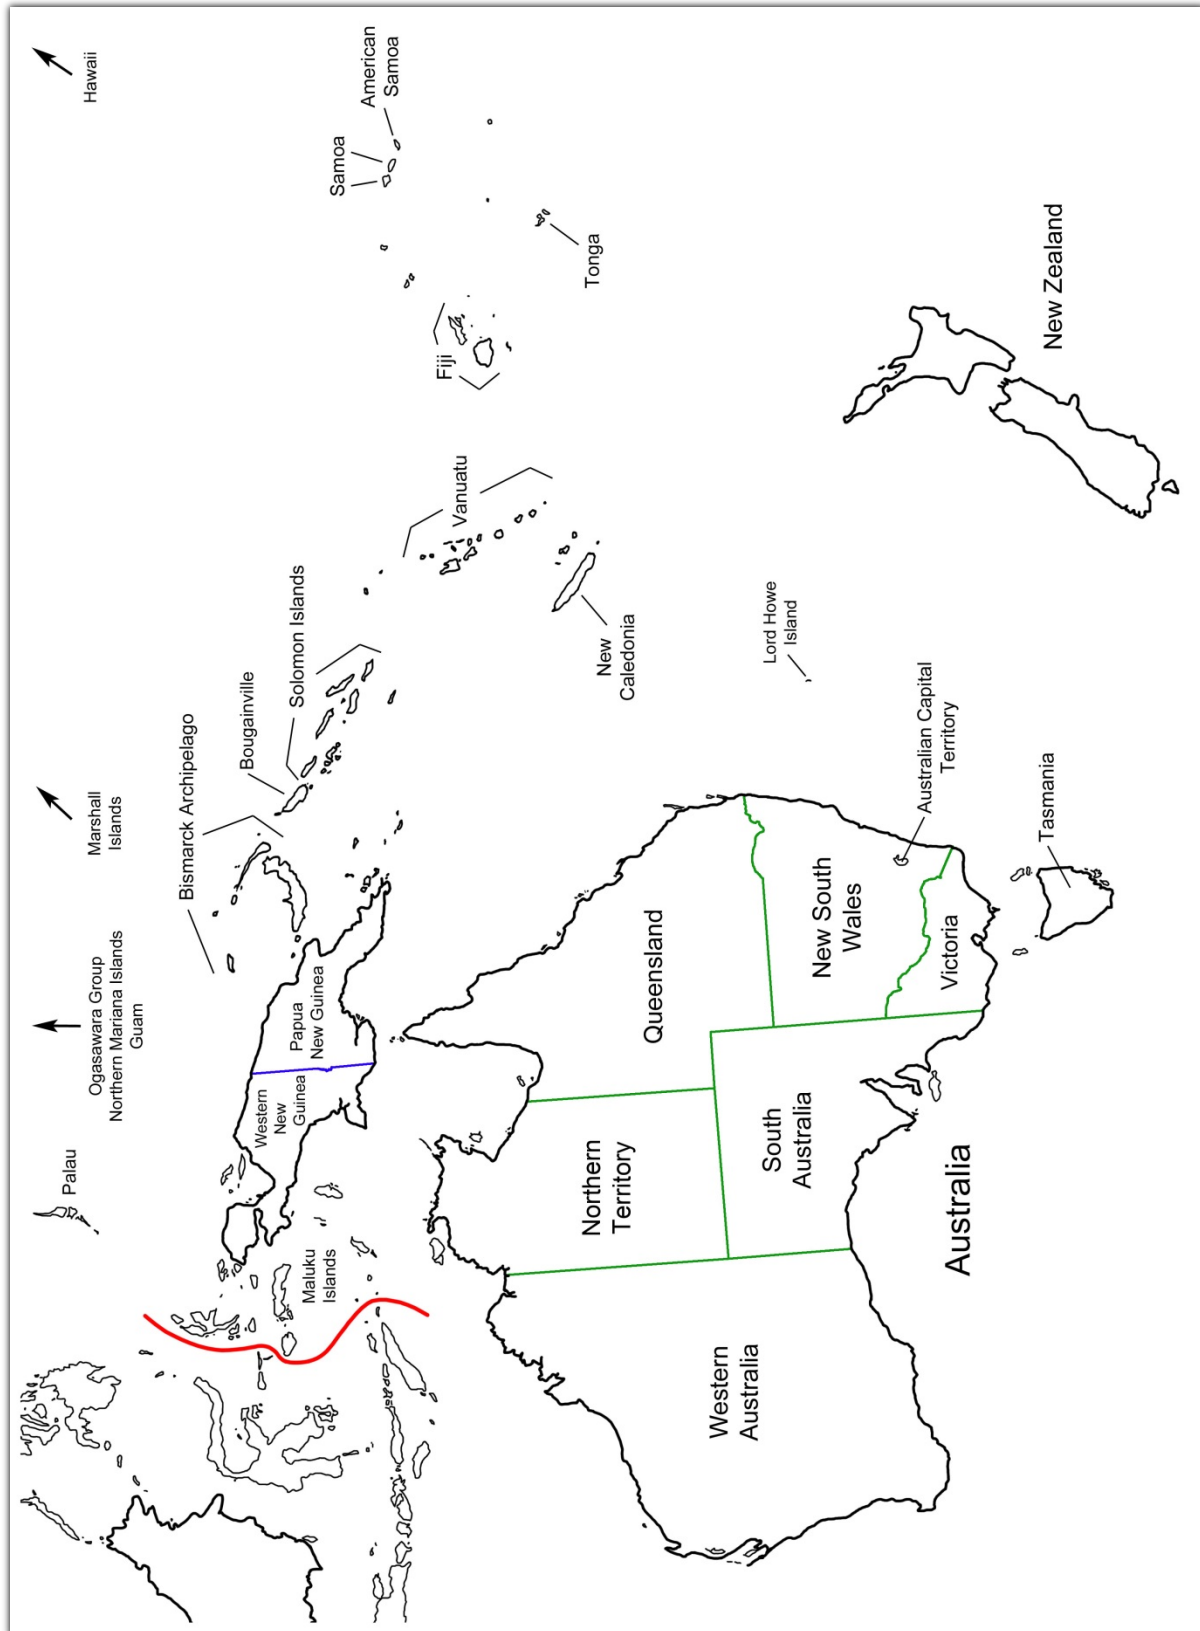 Palau
Ogasawara Group
Northern Mariana Islands
Guam
Marshall
Islands
Hawaii
Bismarck Archipelago
Bougainville
Solomon Islands
Samoa
American
Samoa
Western
New
Guinea
Papua
New Guinea
Maluku
Islands
Vanuatu
Fiji
Tonga
New
Caledonia
Lord Howe
Island
Northern
Territory
Queensland
Western
Australia
South
Australia
New South
Wales
Victoria
Australian Capital
Territory
Tasmania
Australia
New Zealand